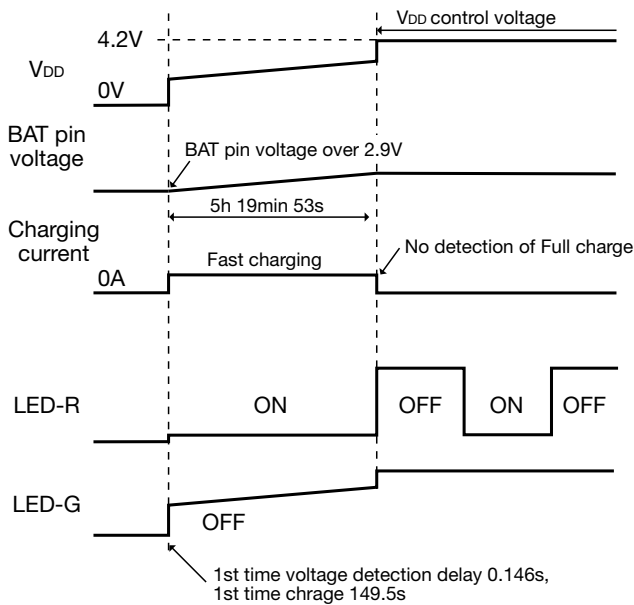 VDD control voltage
4.2V
VDD
0V
BAT pin
voltage
BAT pin voltage over 2.9V
5h 19min 53s
Charging
current
Fast charging
No detection of Full charge
0A
LED-R
ON
OFF
ON
OFF
LED-G
OFF
1st time voltage detection delay 0.146s,
1st time chrage 149.5s